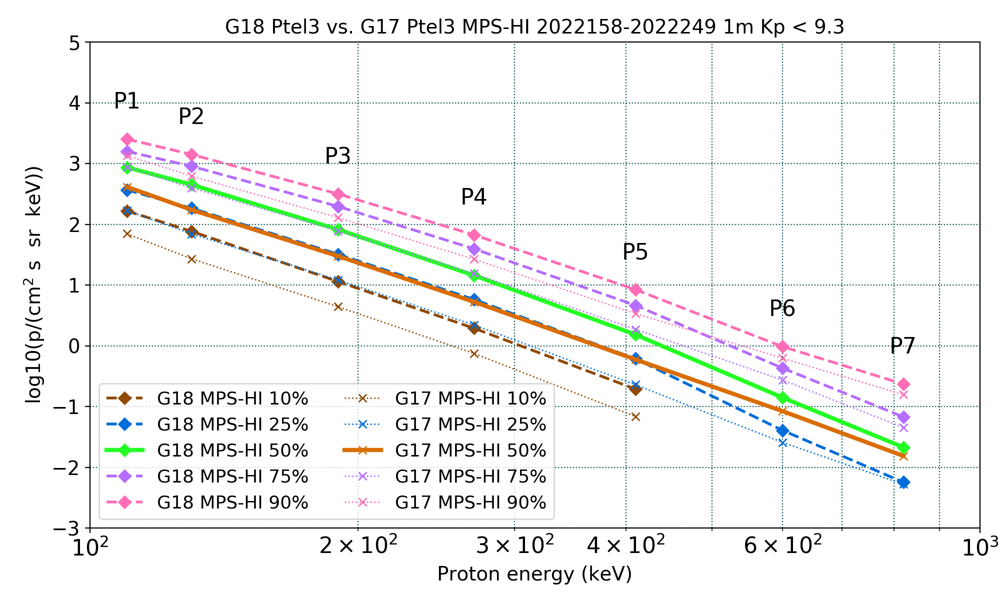 G18 Ptel3 vs. G17 Ptel3 MPS-HI 2022158-2022249 1m Kp < 9.3
5
4
3
2
1
0
−1
−2
−3
log10(p/(cm² s sr keV))
P1
P2
P3
P4
P5
P6
P7
G18 MPS-HI 10%
G18 MPS-HI 25%
G18 MPS-HI 50%
G18 MPS-HI 75%
G18 MPS-HI 90%
G17 MPS-HI 10%
G17 MPS-HI 25%
G17 MPS-HI 50%
G17 MPS-HI 75%
G17 MPS-HI 90%
10² 2 × 10² 3 × 10² 4 × 10² 6 × 10² 10³
Proton energy (keV)